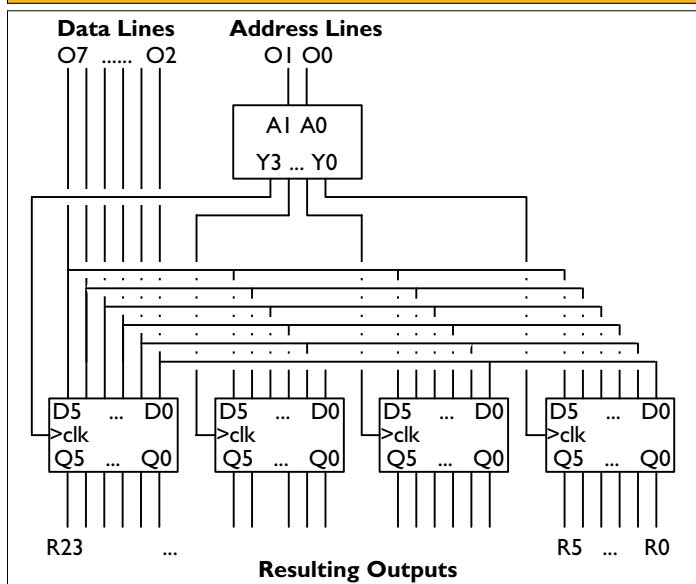 Data Lines Address Lines
O7 ...... O2 O1 O0
A1 A0
Y3 ... Y0
D5 ... D0 D5 ... D0 D5 ... D0 D5 ... D0
>clk >clk >clk >clk
Q5 ... Q0 Q5 ... Q0 Q5 ... Q0 Q5 ... Q0
R23 ... R5 ... R0
Resulting Outputs